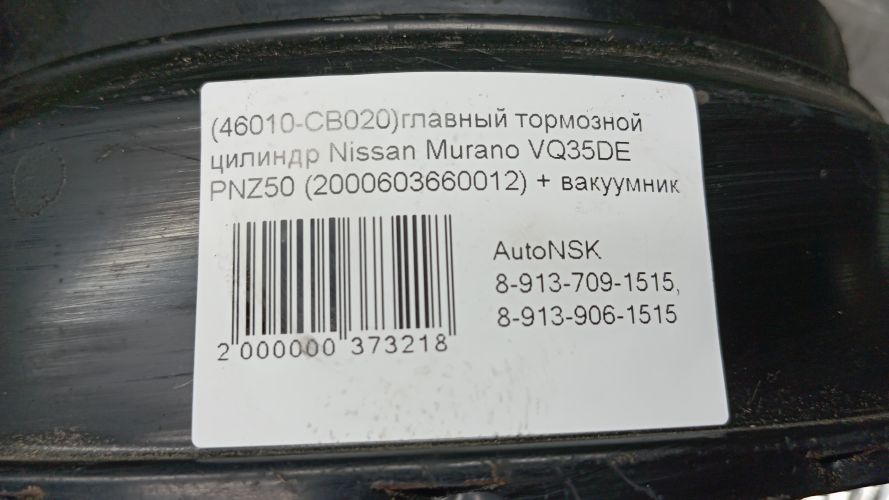 (46010-CB020)главный тормозной
цилиндр Nissan Murano VQ35DE
PNZ50 (2000603660012) + вакуумник
AutoNSK
8-913-709-1515,
8-913-906-1515
2 000000 373218